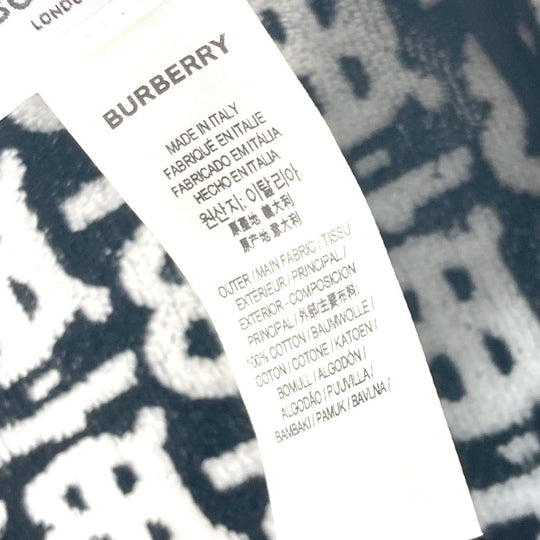 LONDON
BURBERRY
MADE IN ITALY
FABRIQUÉ EN ITALIE
FABRICADO EM ITÁLIA
HECHO EN ITALIA
원산지: 이탈리아
原産地 義大利
原产地 意大利
OUTER / MAIN FABRIC / TISSU
EXTERIEUR / PRINCIPAL /
EXTERIOR - COMPOSICION
PRINCIPAL / 外部/主要布料/
100% COTTON / BAUMWOLLE /
COTON / COTONE / KATOEN /
BOMULL / ALGODÓN /
ALGODÃO / PUUVILLA /
BAMBAKI / PAMUK / BAVLNA /